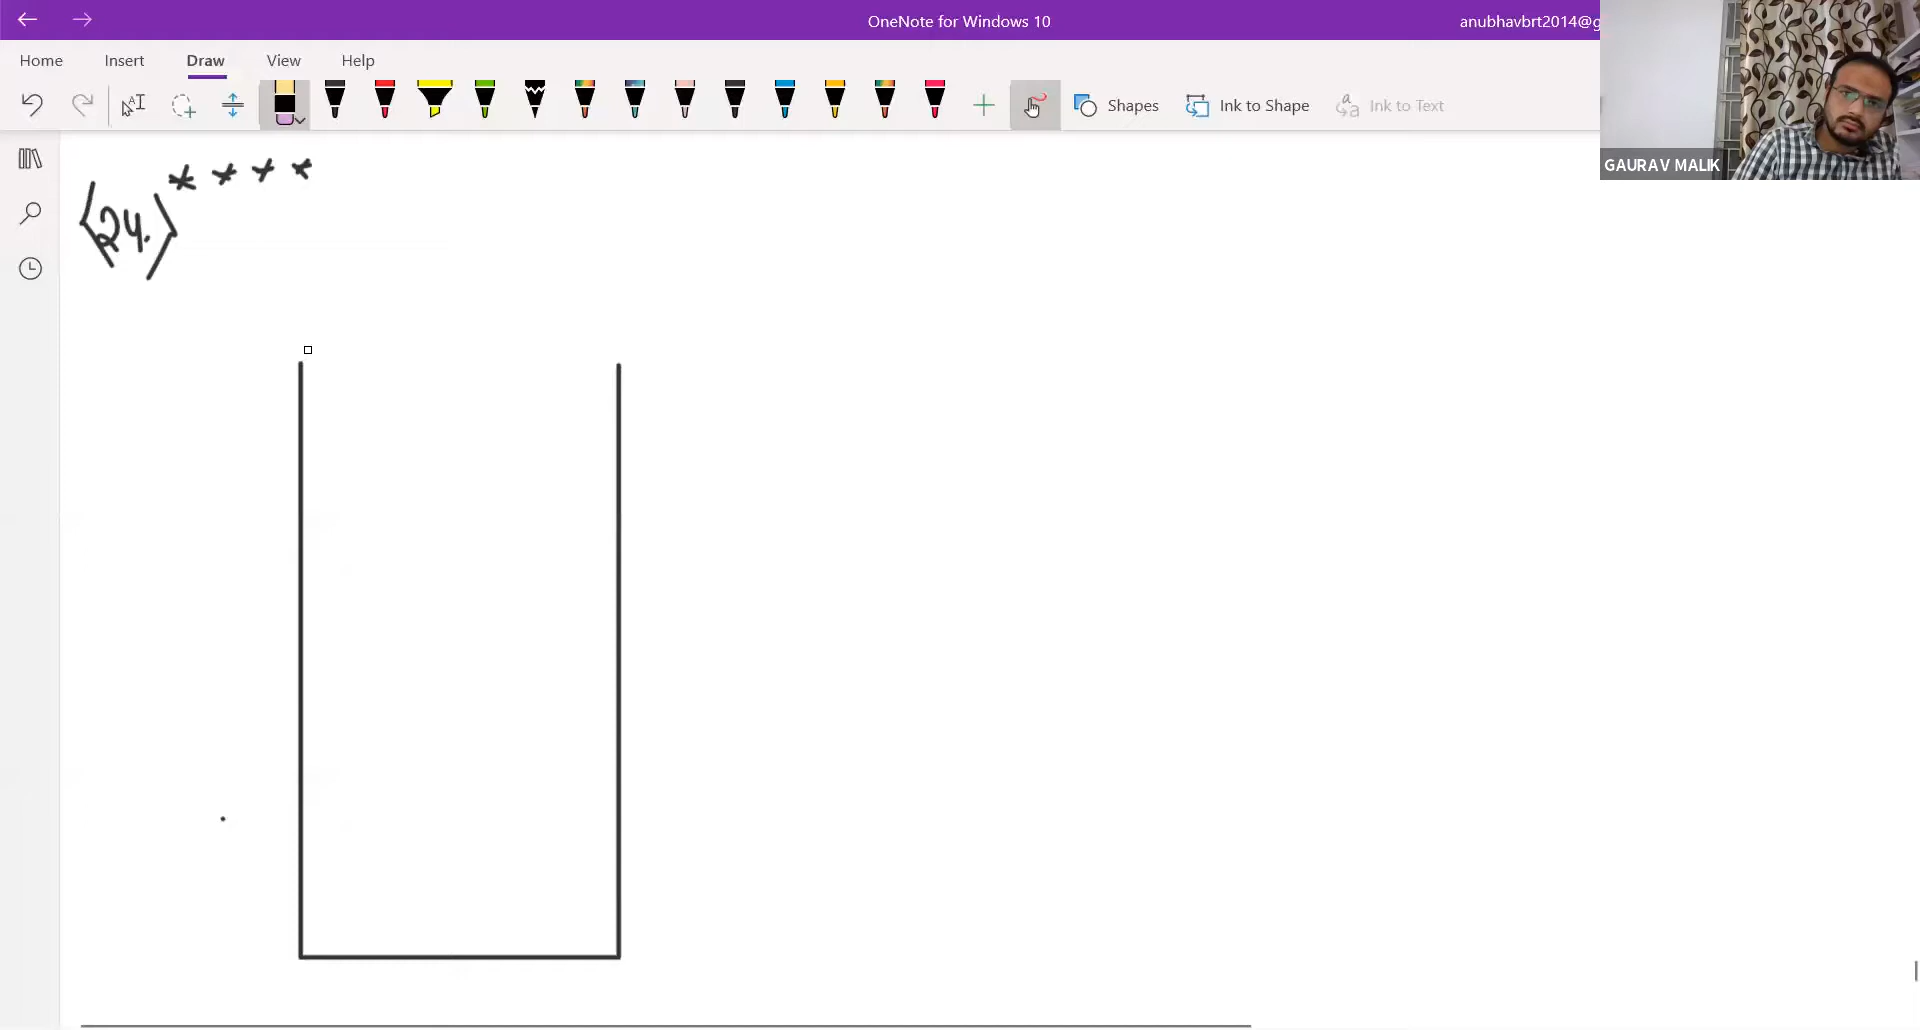 OneNote for Windows 10
anubhavbrt2014@g
Home Insert Draw View Help
Shapes Ink to Shape Ink to Text
GAURAV MALIK
<24.>****